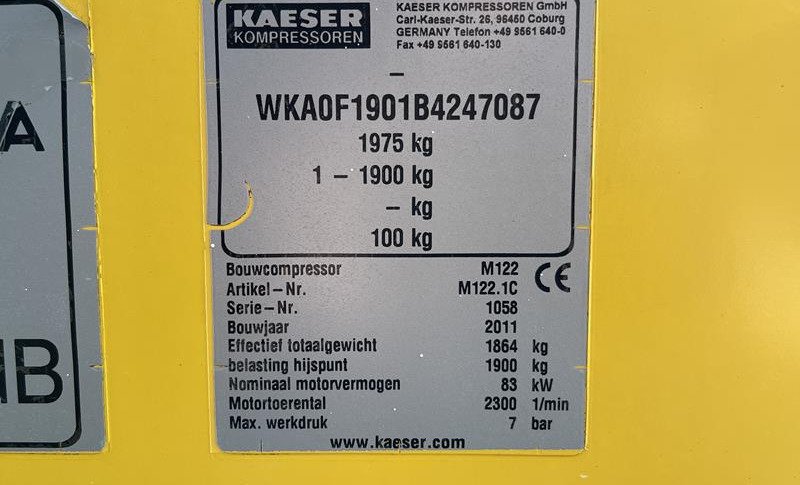 KAESER
KOMPRESSOREN
KAESER KOMPRESSOREN GmbH
Carl-Kaeser-Str. 26, 96450 Coburg
GERMANY Telefon +49 9561 640-0
Fax +49 9561 640-130
–
WKA0F1901B4247087
1975 kg
1 – 1900 kg
– kg
100 kg
Bouwcompressor M122 CE
Artikel–Nr. M122.1C
Serie–Nr. 1058
Bouwjaar 2011
Effectief totaalgewicht 1864 kg
belasting hijspunt 1900 kg
Nominaal motorvermogen 83 kW
Motortoerental 2300 1/min
Max. werkdruk 7 bar
www.kaeser.com